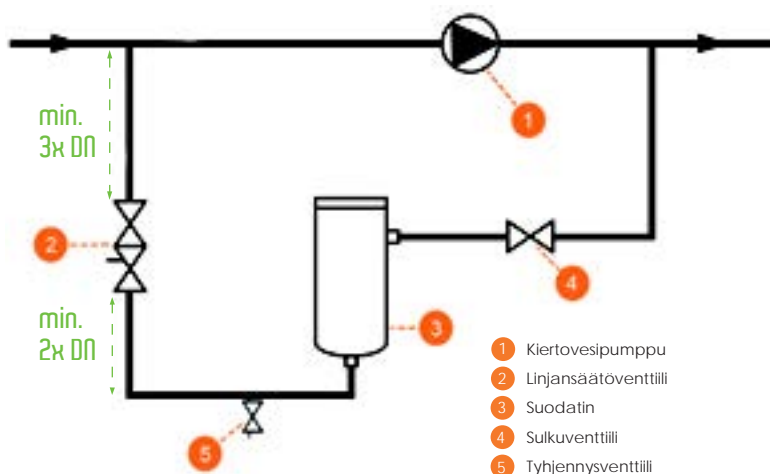 min.
3x DN
1
2
4
min.
2x DN
3
5
1 Kiertovesipumppu
2 Linjansäätöventtiili
3 Suodatin
4 Sulkuventtiili
5 Tyhjennysventtiili